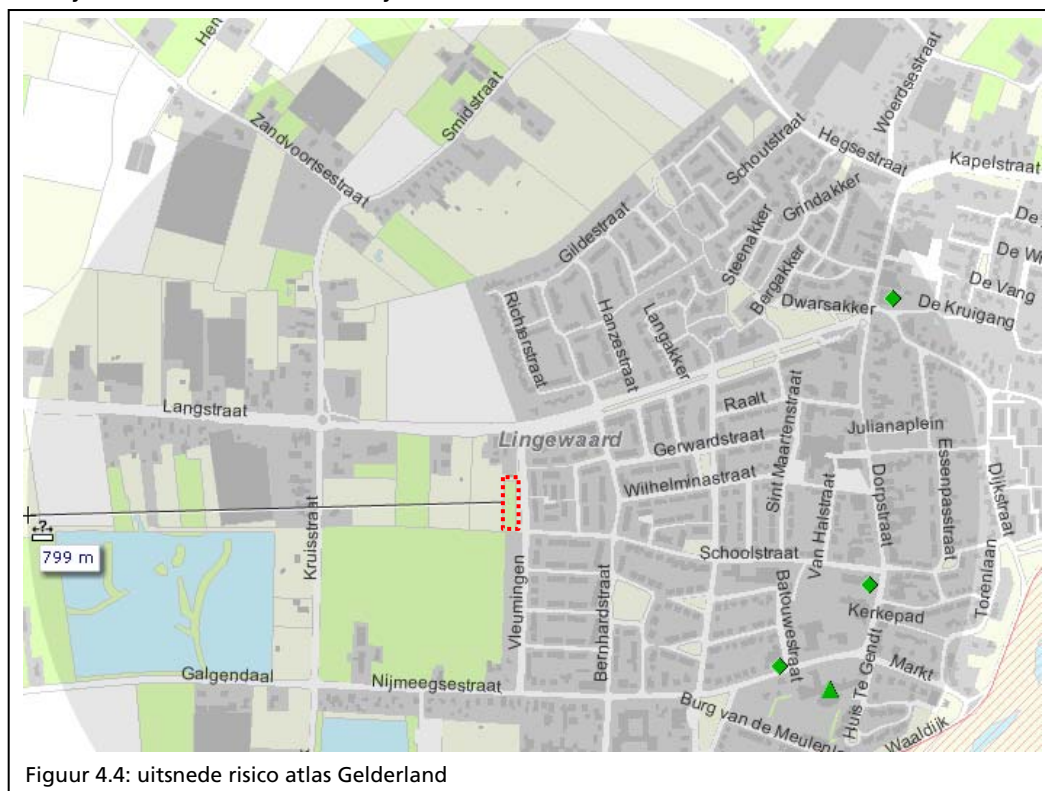 Hen
Woerdsestraat
Smidstraat
Zandvoortsestraat
Schoutstraat
Hegsestraat
Kapelstraat
Grindakker
Gildestraat
Steenakker
Bergakker
De Wi
De Vang
Dwarsakker
De Kruigang
Richterstraat
Hanzestraat
Langakker
Langstraat
Raalt
Lingewaard
Gerwardstraat
Sint Maartenstraat
Julianaplein
Essenpasstraat
Wilhelminastraat
Van Halstraat
Dorpstraat
Dijkstraat
Kruisstraat
799 m
Schoolstraat
Vleumingen
Bernhardstraat
Batouwestraat
Kerkepad
Torenlaan
Galgendaal
Nijmeegsestraat
Markt
Huis Te Gendt
Burg van de Meulenl
Waaldijk
Figuur 4.4: uitsnede risico atlas Gelderland